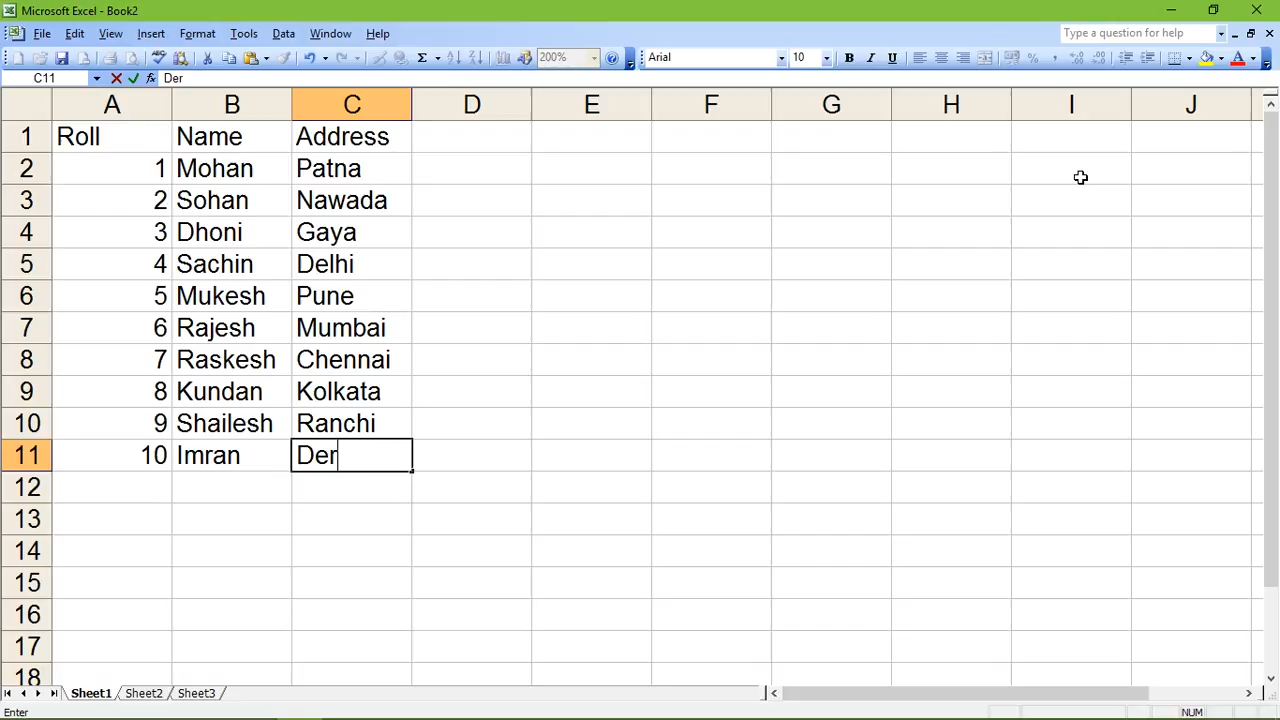 Microsoft Excel - Book2
File Edit View Insert Format Tools Data Window Help Type a question for help
200% Arial 10 B I U
C11 fx Der
A B C D E F G H I J
1 Roll Name Address
2 1 Mohan Patna
3 2 Sohan Nawada
4 3 Dhoni Gaya
5 4 Sachin Delhi
6 5 Mukesh Pune
7 6 Rajesh Mumbai
8 7 Raskesh Chennai
9 8 Kundan Kolkata
10 9 Shailesh Ranchi
11 10 Imran Der
12
13
14
15
16
17
18
Sheet1 Sheet2 Sheet3
Enter NUM